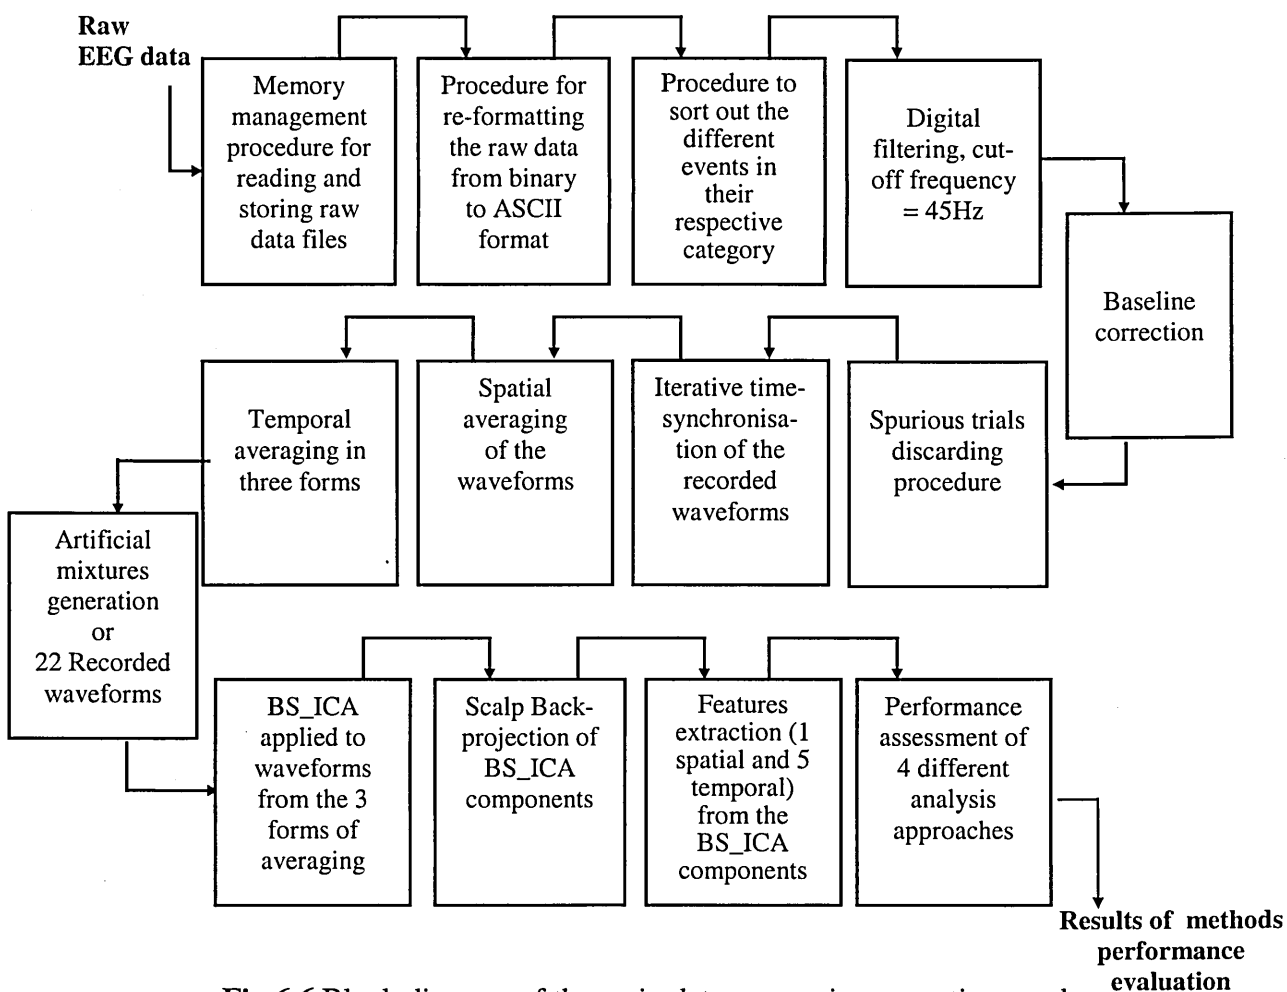 Raw
EEG data
Memory
management
procedure for
reading and
storing raw
data files
Procedure for
re-formatting
the raw data
from binary
to ASCII
format
Procedure to
sort out the
different
events in
their
respective
category
Digital
filtering, cut-
off frequency
= 45Hz
Baseline
correction
Spurious trials
discarding
procedure
Iterative time-
synchronisa-
tion of the
recorded
waveforms
Spatial
averaging
of the
waveforms
Temporal
averaging in
three forms
Artificial
mixtures
generation
or
22 Recorded
waveforms
BS_ICA
applied to
waveforms
from the 3
forms of
averaging
Scalp Back-
projection of
BS_ICA
components
Features
extraction (1
spatial and 5
temporal)
from the
BS_ICA
components
Performance
assessment of
4 different
analysis
approaches
Results of methods
performance
evaluation